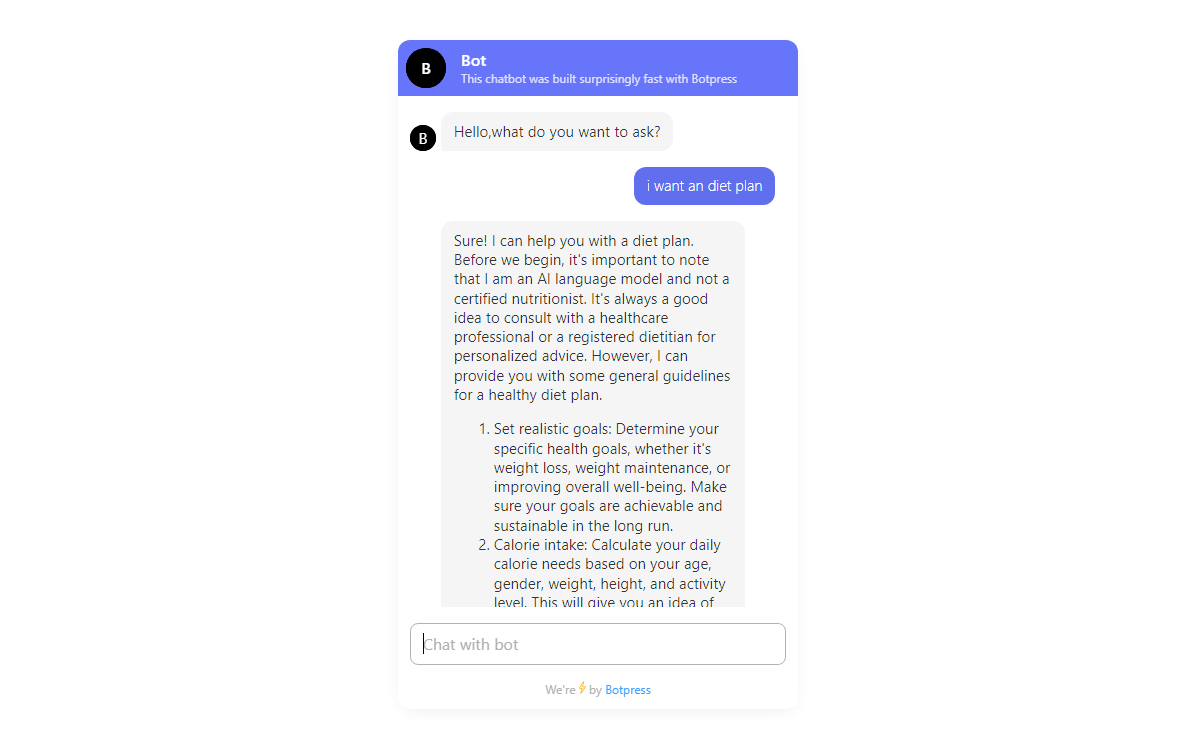 B
Bot
This chatbot was built surprisingly fast with Botpress
B
Hello,what do you want to ask?
i want an diet plan
Sure! I can help you with a diet plan.
Before we begin, it's important to note
that I am an AI language model and not a
certified nutritionist. It's always a good
idea to consult with a healthcare
professional or a registered dietitian for
personalized advice. However, I can
provide you with some general guidelines
for a healthy diet plan.
1. Set realistic goals: Determine your
specific health goals, whether it's
weight loss, weight maintenance, or
improving overall well-being. Make
sure your goals are achievable and
sustainable in the long run.
2. Calorie intake: Calculate your daily
calorie needs based on your age,
gender, weight, height, and activity
level. This will give you an idea of
Chat with bot
We're⚡by Botpress